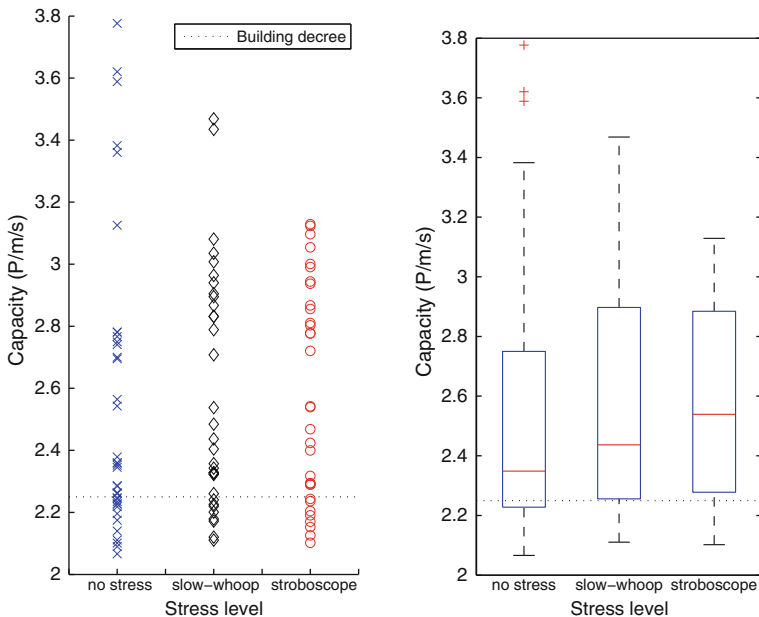 3.8
3.6
3.4
3.2
3
2.8
2.6
2.4
2.2
2
Capacity (P/m/s)
Building decree
no stress
slow−whoop
stroboscope
Stress level
3.8
3.6
3.4
3.2
3
2.8
2.6
2.4
2.2
2
Capacity (P/m/s)
no stress
slow−whoop
stroboscope
Stress level